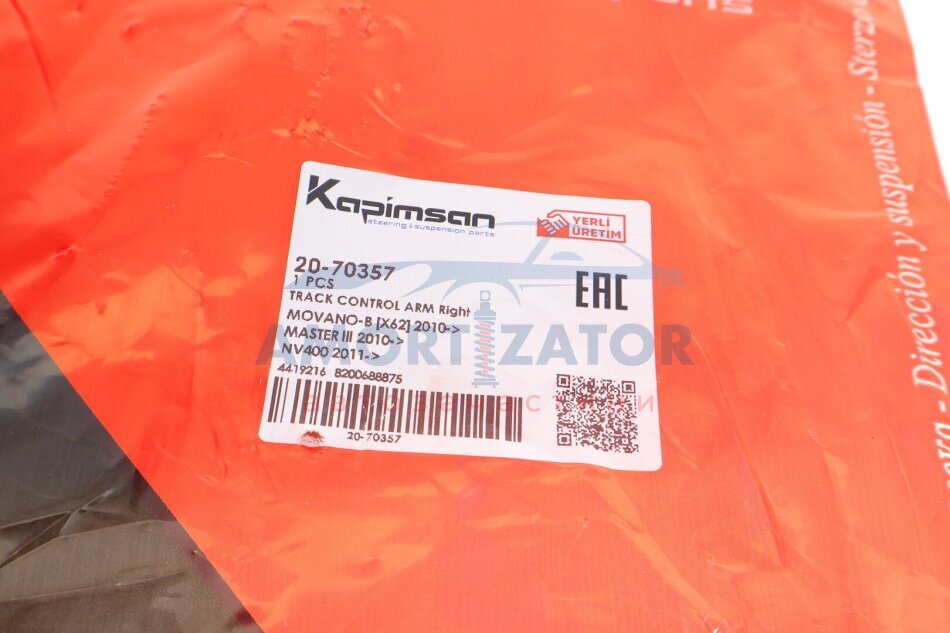 Kapimsan
steering & suspension parts
YERLİ
ÜRETİM
20-70357
1 PCS
TRACK CONTROL ARM Right
MOVANO-B [X62] 2010->
MASTER III 2010->
NV400 2011->
4419216 8200688875
EAC
20-70357
AMORTIZATOR
автозапчасти
- Dirección y suspensión - Sterzo